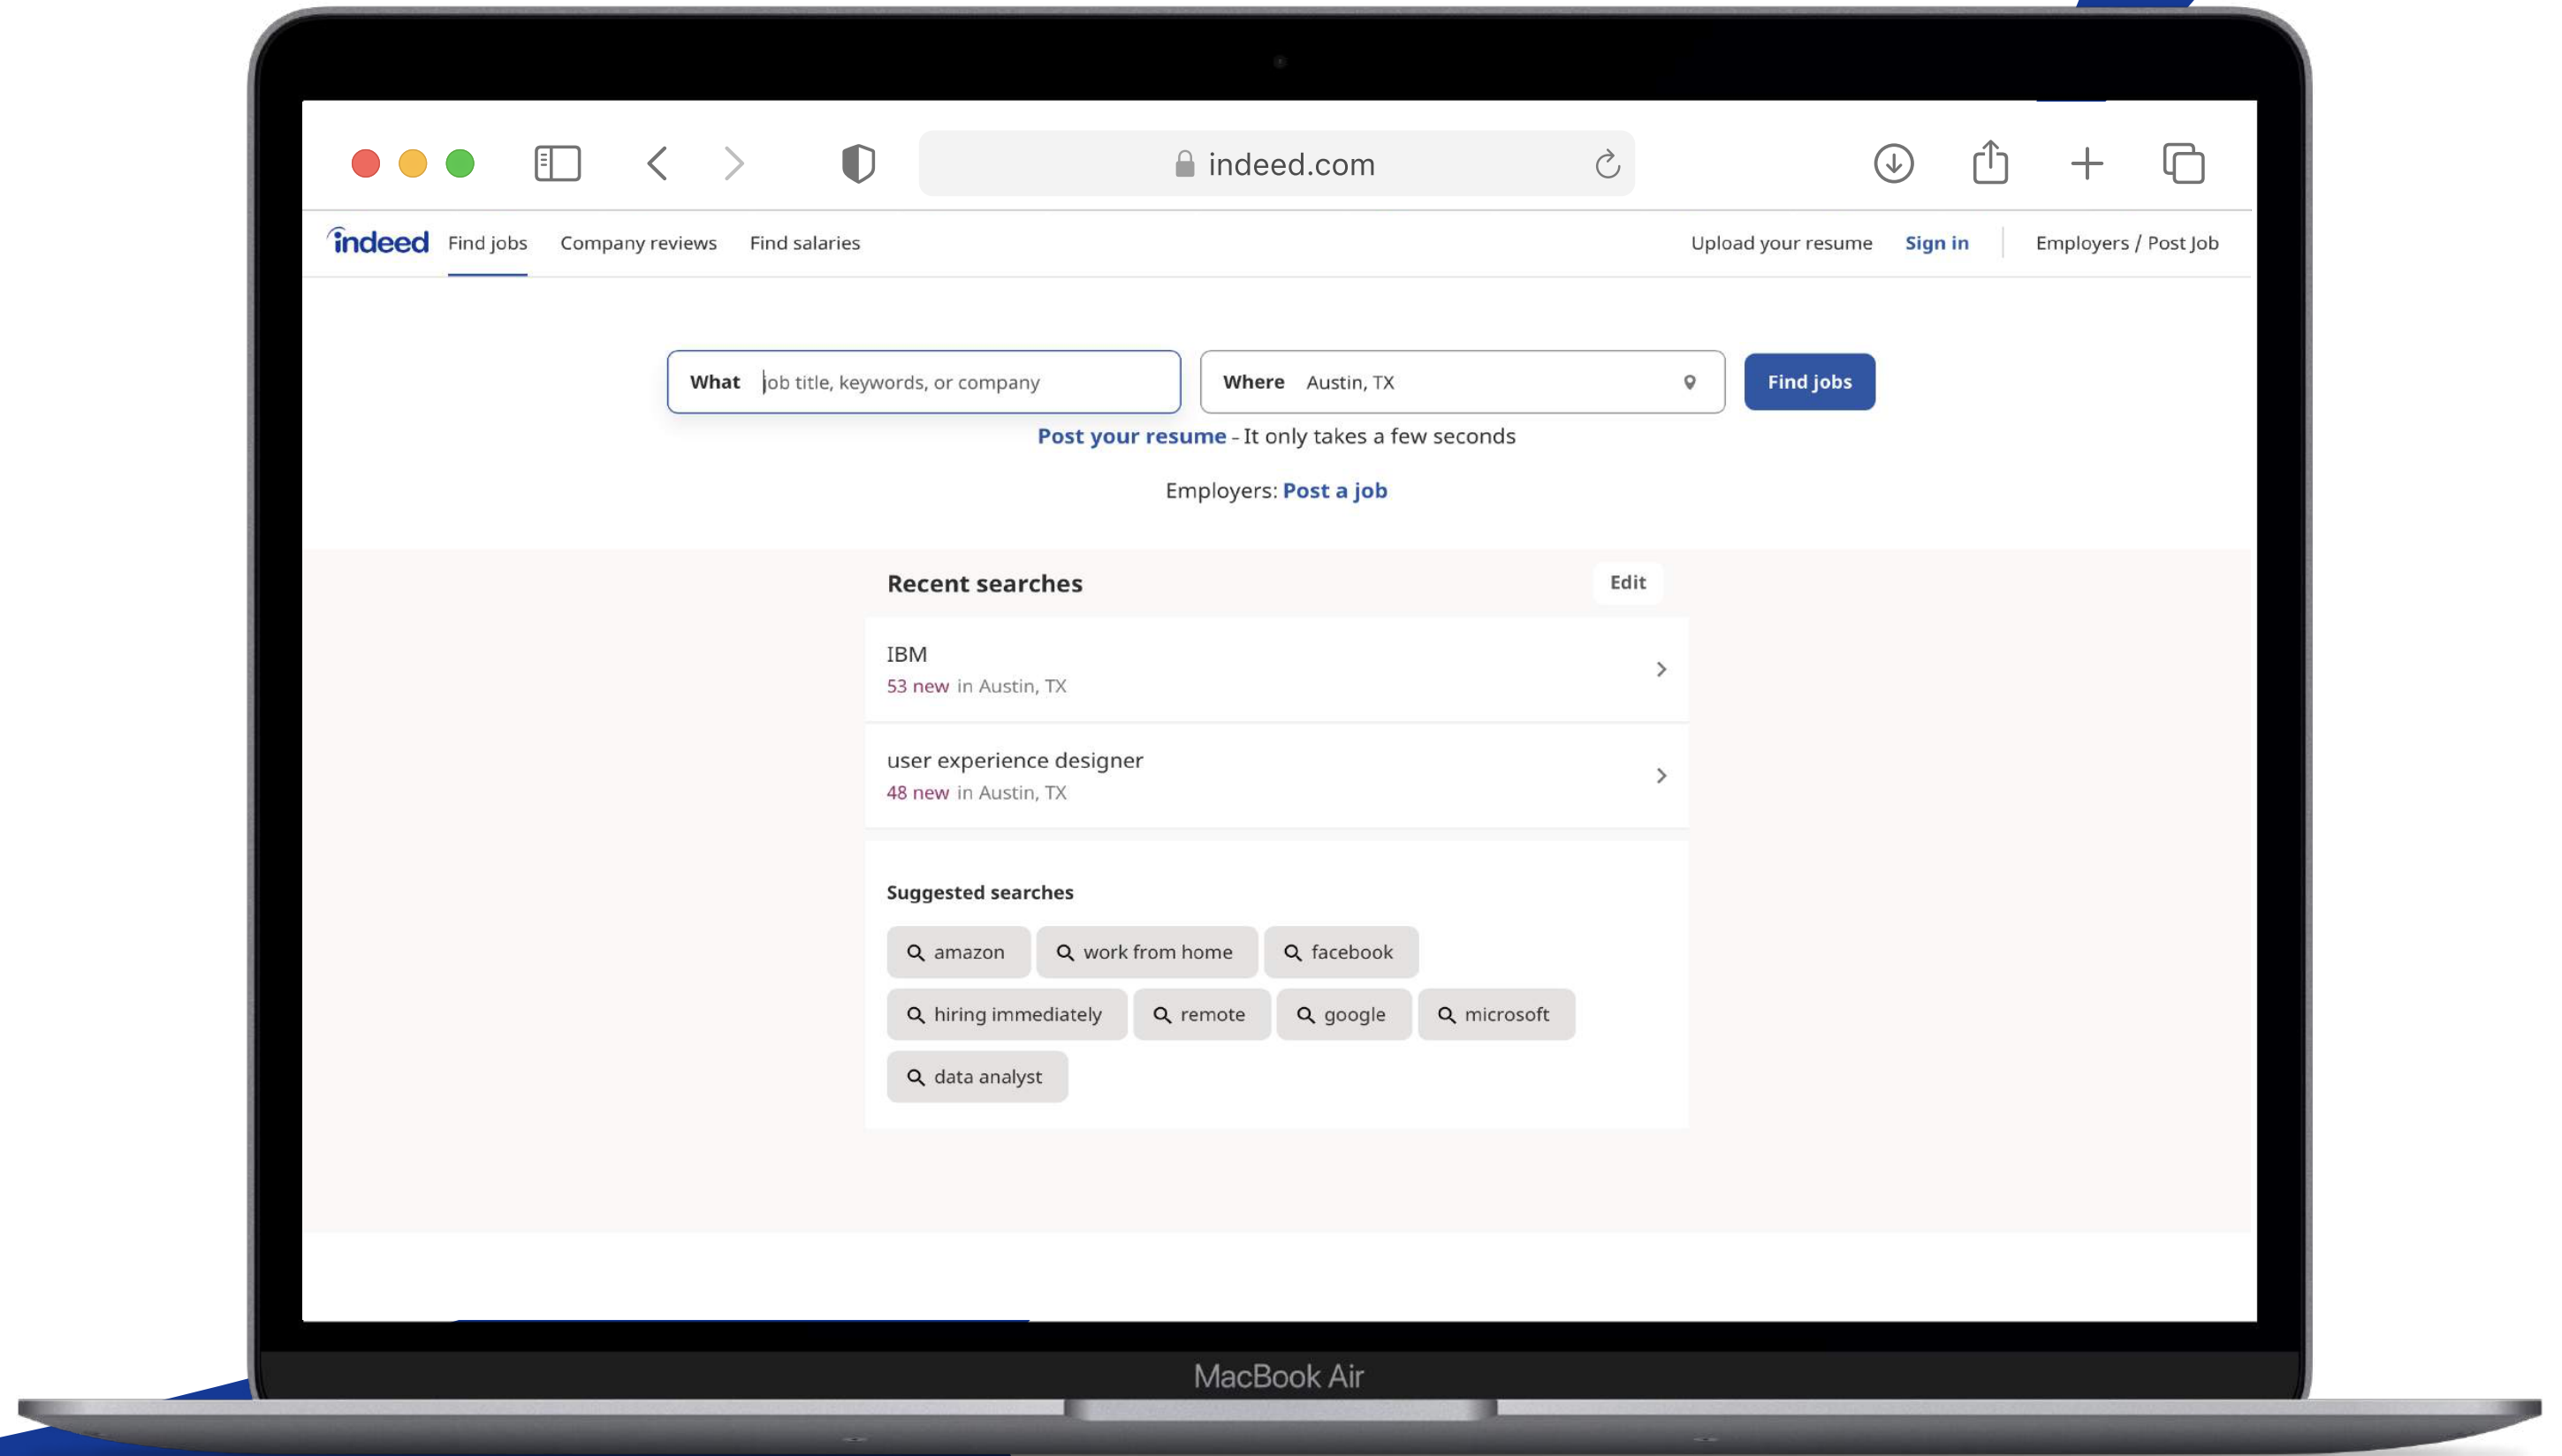 indeed.com
indeed Find jobs Company reviews Find salaries Upload your resume Sign in Employers / Post Job
What job title, keywords, or company Where Austin, TX Find jobs
Post your resume - It only takes a few seconds
Employers: Post a job
Recent searches Edit
IBM
53 new in Austin, TX
user experience designer
48 new in Austin, TX
Suggested searches
amazon work from home facebook
hiring immediately remote google microsoft
data analyst
MacBook Air